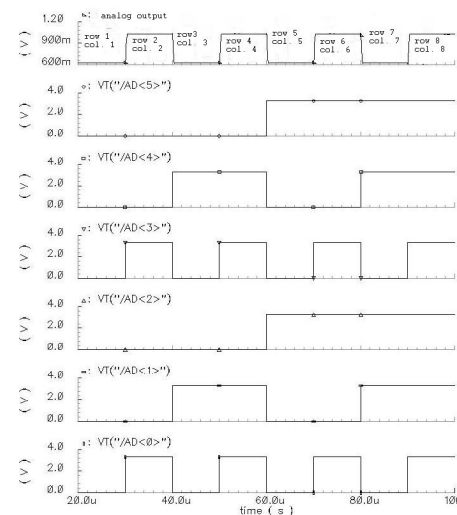 1.20 ▵: analog output
(V) 900m
600m
row 1 col. 1
row 2 col. 2
row3 col. 3
row 4 col. 4
row 5 col. 5
row 6 col. 6
row 7 col. 7
row 8 col. 8
4.0 ◇: VT("/AD<5>")
(V) 2.0
0.0
4.0 □: VT("/AD<4>")
(V) 2.0
0.0
4.0 ▽: VT("/AD<3>")
(V) 2.0
0.0
4.0 △: VT("/AD<2>")
(V) 2.0
0.0
4.0 : VT("/AD<1>")
(V) 2.0
0.0
4.0 : VT("/AD<0>")
(V) 2.0
0.0
20.0u 40.0u 60.0u 80.0u 100
time ( s )